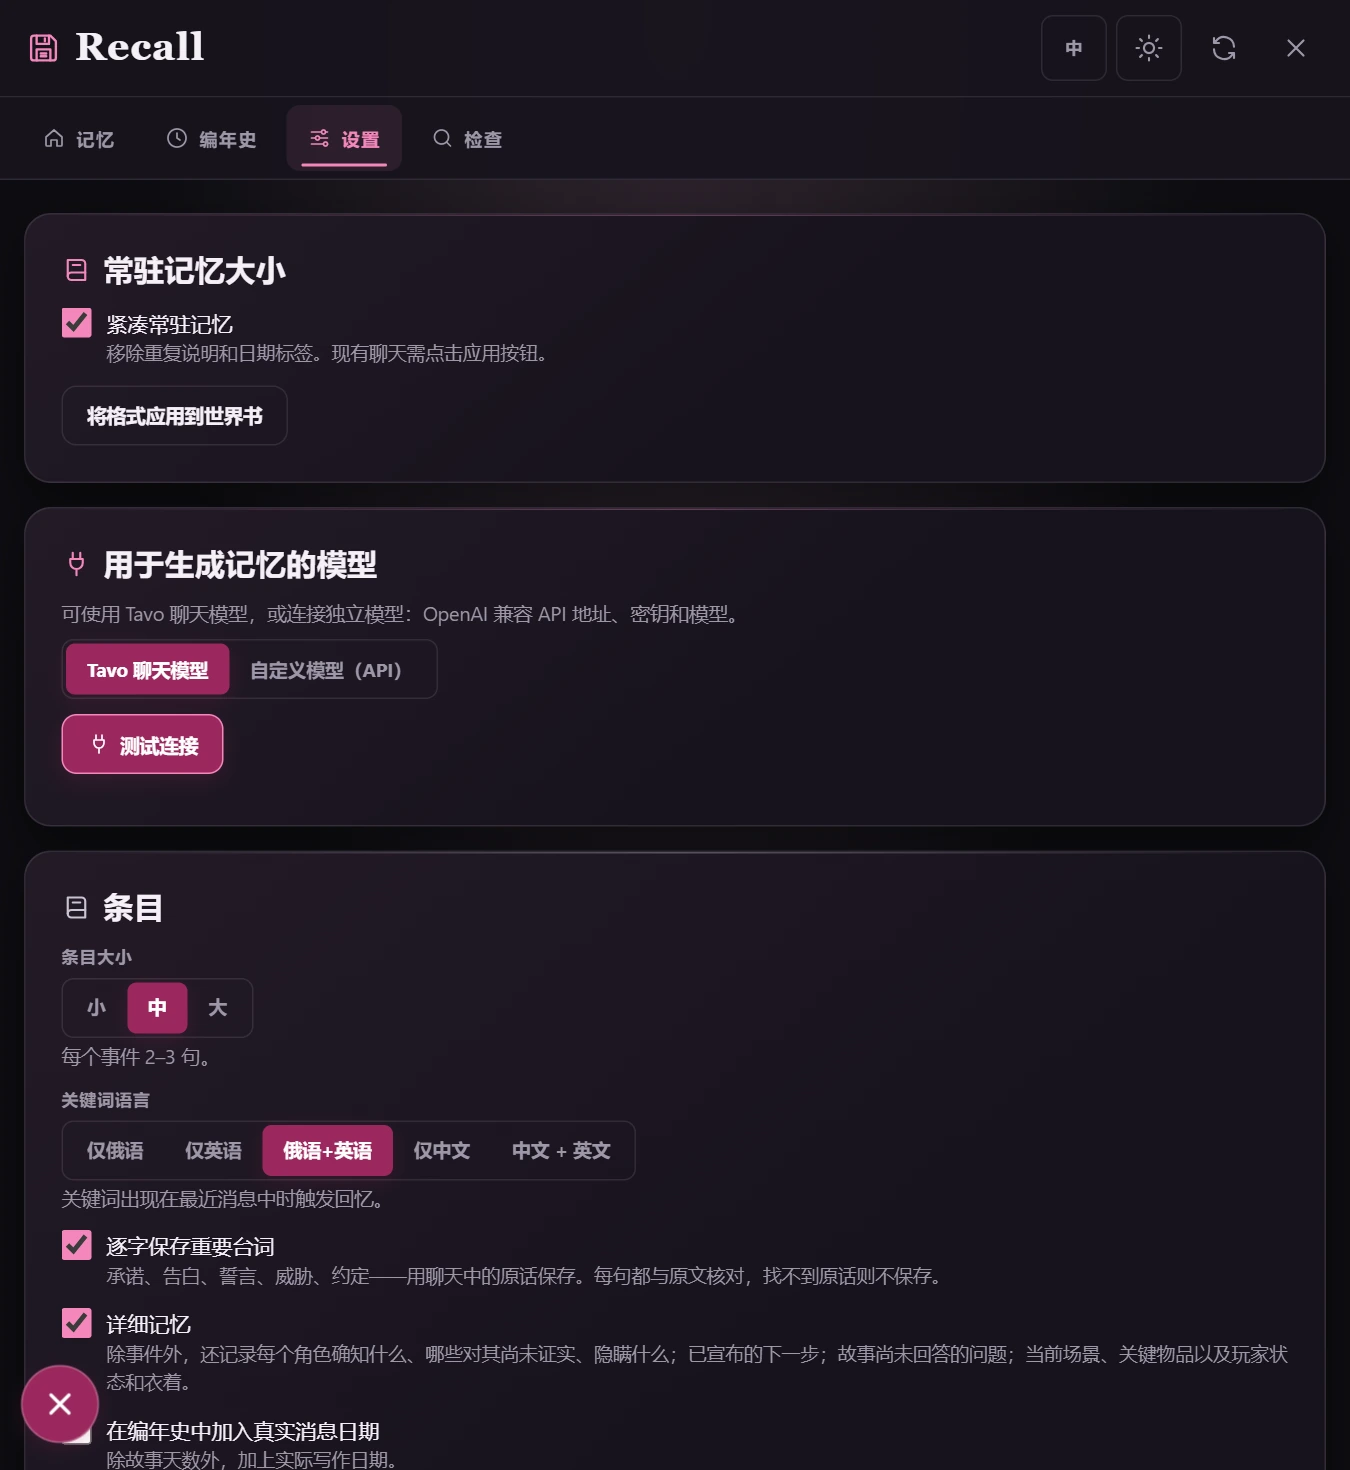 Recall
中
记忆
编年史
设置
检查
常驻记忆大小
紧凑常驻记忆
移除重复说明和日期标签。现有聊天需点击应用按钮。
将格式应用到世界书
用于生成记忆的模型
可使用 Tavo 聊天模型，或连接独立模型：OpenAI 兼容 API 地址、密钥和模型。
Tavo 聊天模型
自定义模型（API）
测试连接
条目
条目大小
小
中
大
每个事件 2–3 句。
关键词语言
仅俄语
仅英语
俄语+英语
仅中文
中文 + 英文
关键词出现在最近消息中时触发回忆。
逐字保存重要台词
承诺、告白、誓言、威胁、约定——用聊天中的原话保存。每句都与原文核对，找不到原话则不保存。
详细记忆
除事件外，还记录每个角色确知什么、哪些对其尚未证实、隐瞒什么；已宣布的下一步；故事尚未回答的问题；当前场景、关键物品以及玩家状
态和衣着。
在编年史中加入真实消息日期
除故事天数外，加上实际写作日期。